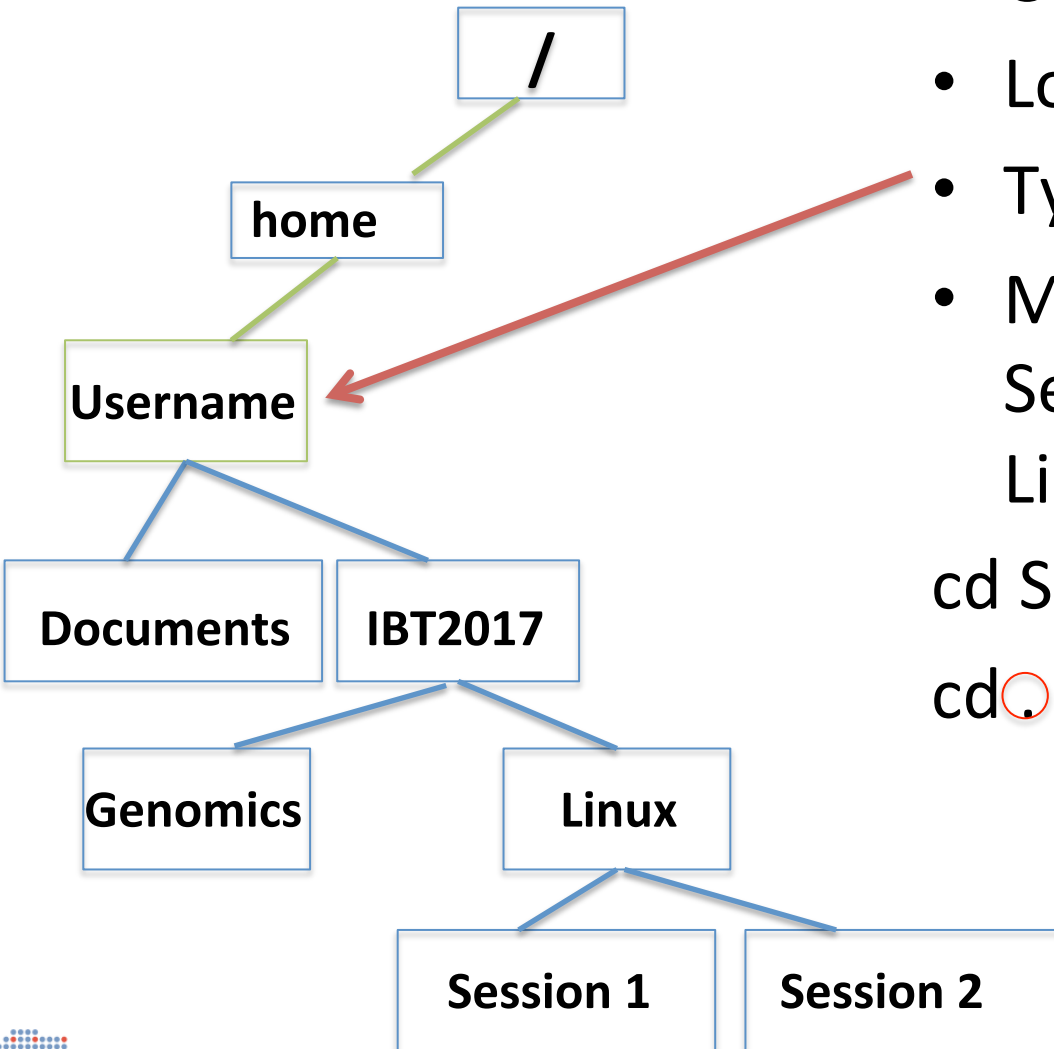 /
home
Username
Documents IBT2017
Genomics Linux
Session 1 Session 2
• Lo
• Ty
• M
Se
Li
cd S
cd .